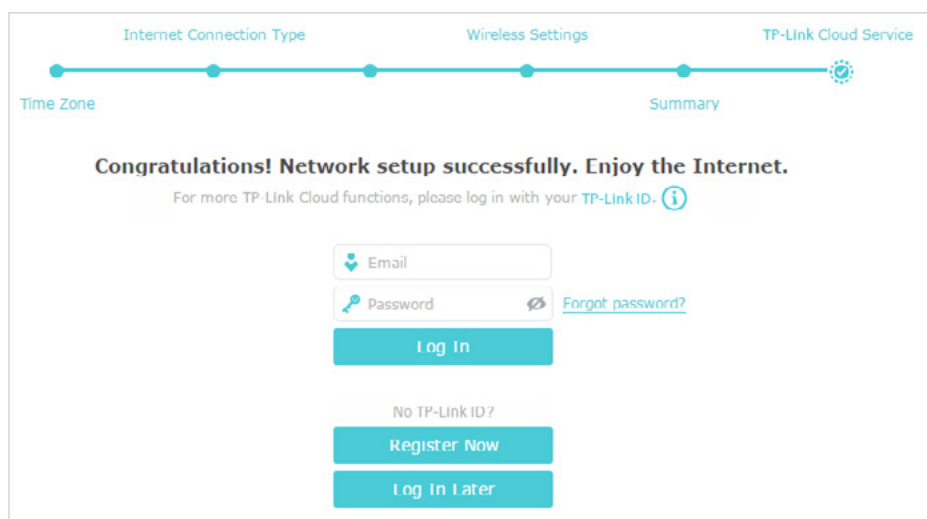 Internet Connection Type Wireless Settings TP-Link Cloud Service
Time Zone Summary
Congratulations! Network setup successfully. Enjoy the Internet.
For more TP-Link Cloud functions, please log in with your TP-Link ID.
Email
Password Forgot password?
Log In
No TP-Link ID?
Register Now
Log In Later